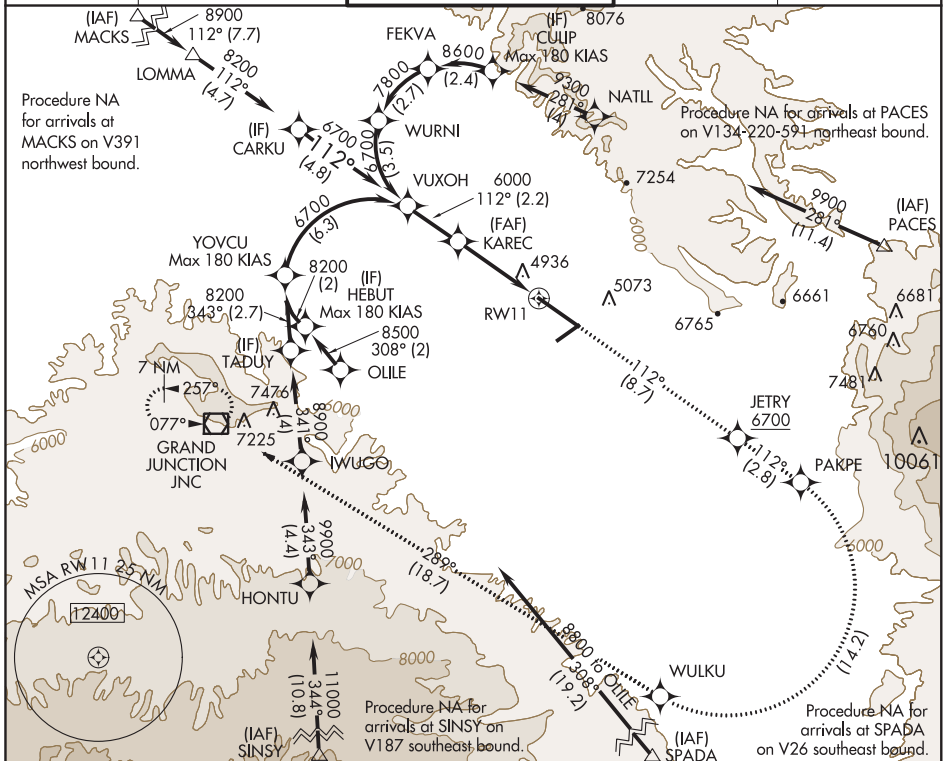 (IAF)
MACKS
8900
112° (7.7)
LOMMA
8200
112°
(4.7)
Procedure NA
for arrivals at
MACKS on V391
northwest bound.
(IF)
CARKU
6700
112°
(4.8)
FEKVA
8600
(2.4)
(IF)
CULIP
Max 180 KIAS
8076
7800
(2.7)
WURNI
6700
(3.5)
9300
281°
(4)
NATLL
Procedure NA for arrivals at PACES
on V134-220-591 northeast bound.
7254
6000
9900
281°
(11.4)
(IAF)
PACES
VUXOH
6000
112° (2.2)
(FAF)
KAREC
6700
(6.3)
YOVCU
Max 180 KIAS
8200
(2)
(IF)
HEBUT
Max 180 KIAS
8200
343° (2.7)
8500
308° (2)
OLILE
(IF)
TADUY
4936
RW11
5073
6765
6661
6681
6760
7481
10061
7 NM
257°
077°
7476
7225
GRAND
JUNCTION
JNC
8900
341°
(4)
6000
6000
IWUGO
112°
(8.7)
JETRY
6700
112°
(2.8)
PAKPE
6000
9900
343°
(4.4)
7000
HONTU
289°
(18.7)
MSA RW11 25 NM
12400
8800 to OLILE
308°
(19.2)
WULKU
(14.2)
8000
11000
344°
(10.8)
(IAF)
SINSY
Procedure NA for
arrivals at SINSY on
V187 southeast bound.
(IAF)
SPADA
Procedure NA for
arrivals at SPADA
on V26 southeast bound.